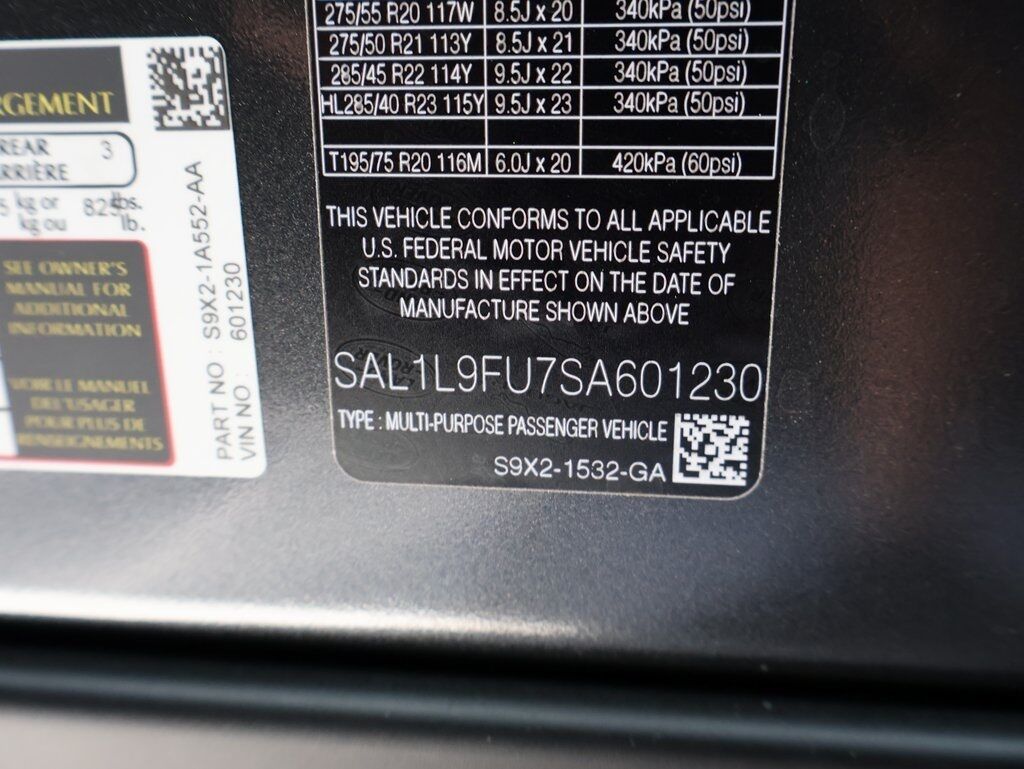 RGEMENT
REAR 3
RRIÈRE
5 kg or 825 lbs.
kg ou lb.
SEE OWNER'S
MANUAL FOR
ADDITIONAL
INFORMATION
VOIR LE MANUEL
DE L'USAGER
POUR PLUS DE
RENSEIGNEMENTS
PART NO : S9X2-1A552-AA
VIN NO : 601230
275/55 R20 117W 8.5J x 20 340kPa (50psi)
275/50 R21 113Y 8.5J x 21 340kPa (50psi)
285/45 R22 114Y 9.5J x 22 340kPa (50psi)
HL285/40 R23 115Y 9.5J x 23 340kPa (50psi)
T195/75 R20 116M 6.0J x 20 420kPa (60psi)
THIS VEHICLE CONFORMS TO ALL APPLICABLE
U.S. FEDERAL MOTOR VEHICLE SAFETY
STANDARDS IN EFFECT ON THE DATE OF
MANUFACTURE SHOWN ABOVE
SAL1L9FU7SA601230
TYPE : MULTI-PURPOSE PASSENGER VEHICLE
S9X2-1532-GA